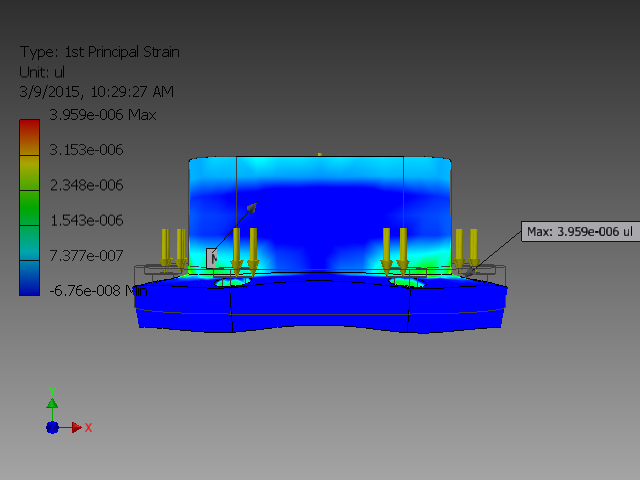 Type: 1st Principal Strain
Unit: ul
3/9/2015, 10:29:27 AM
3.959e-006 Max
3.153e-006
2.348e-006
1.543e-006
7.377e-007
-6.76e-008 Min
Max: 3.959e-006 ul
Y
X